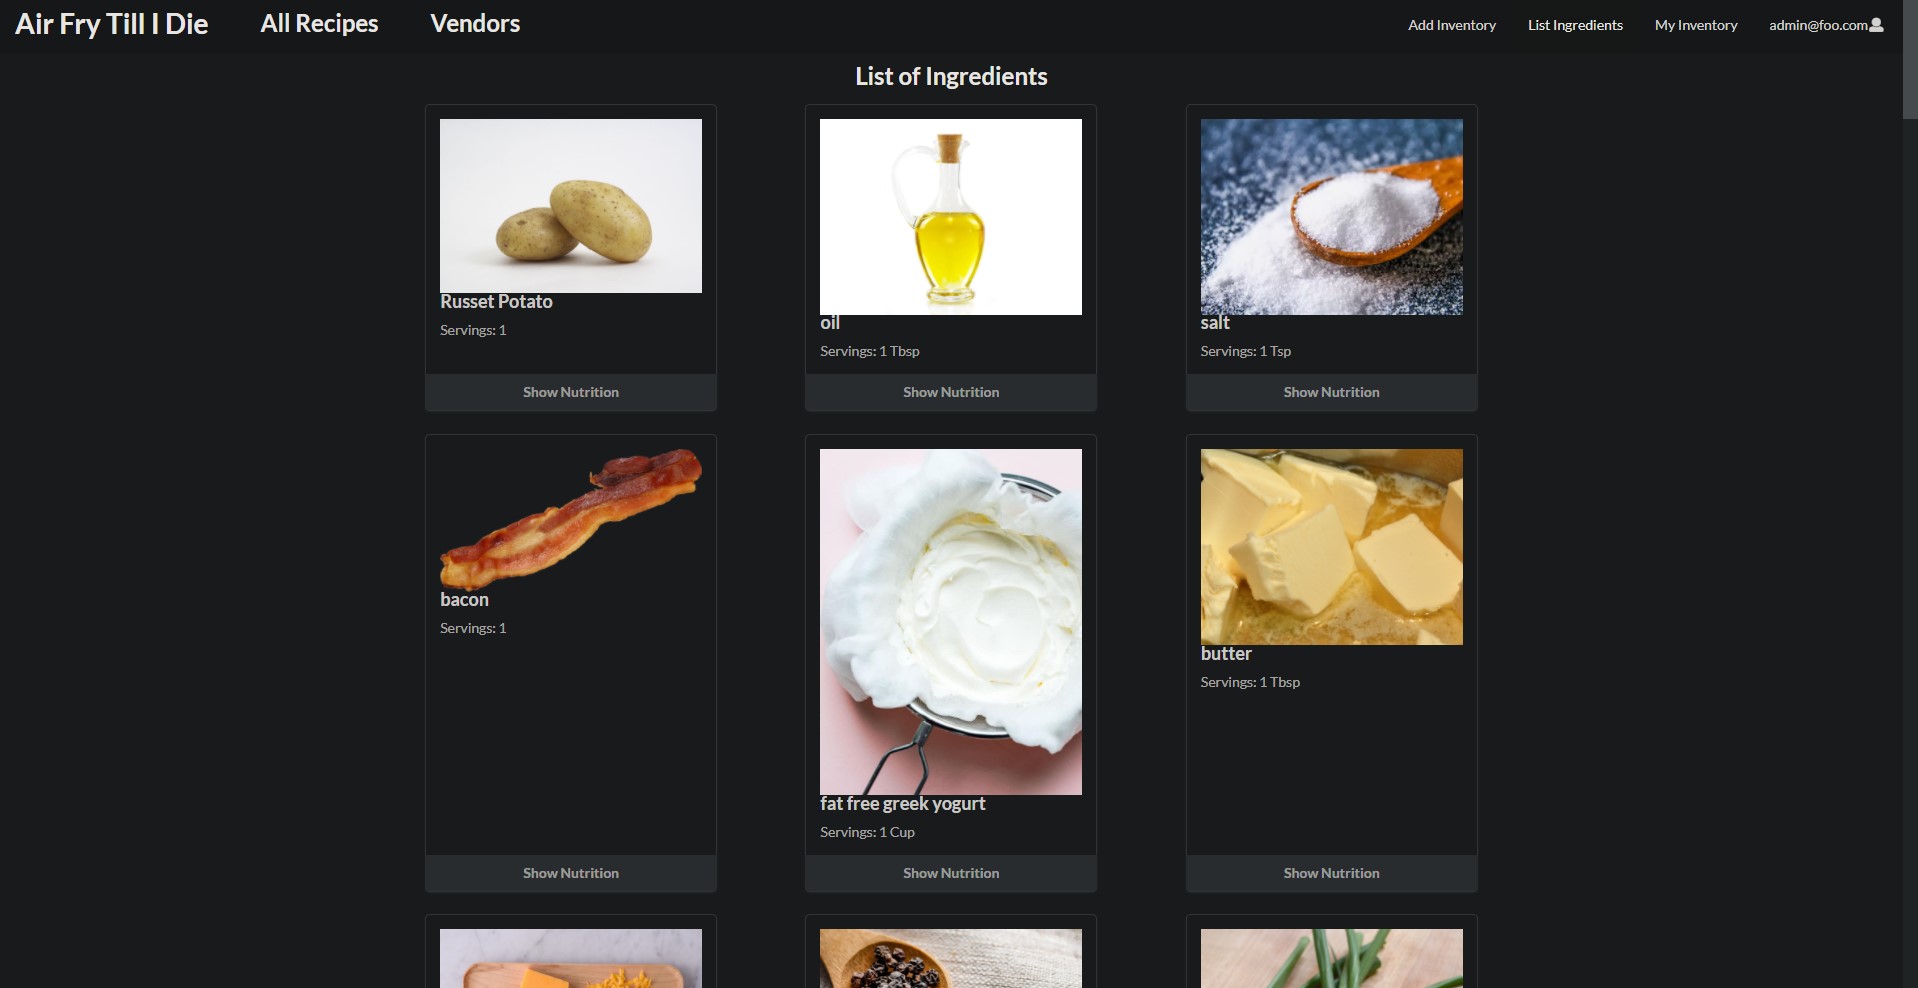 Air Fry Till I Die All Recipes Vendors Add Inventory List Ingredients My Inventory admin@foo.com
List of Ingredients
Russet Potato
Servings: 1
Show Nutrition
oil
Servings: 1 Tbsp
Show Nutrition
salt
Servings: 1 Tsp
Show Nutrition
bacon
Servings: 1
Show Nutrition
fat free greek yogurt
Servings: 1 Cup
Show Nutrition
butter
Servings: 1 Tbsp
Show Nutrition